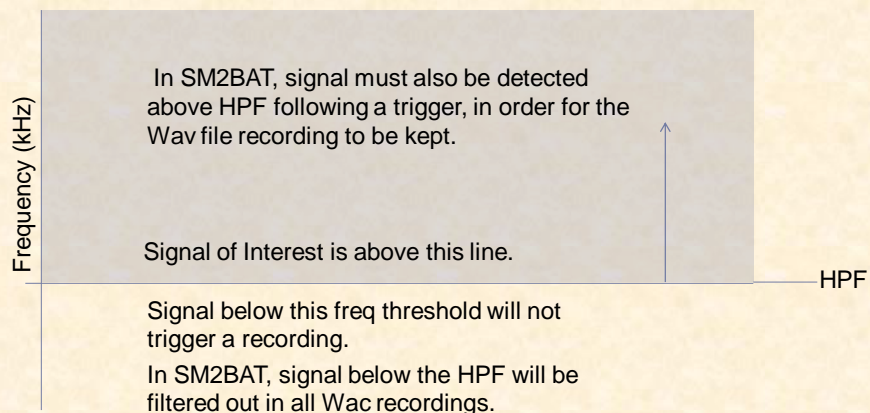 Frequency (kHz)
In SM2BAT, signal must also be detected
above HPF following a trigger, in order for the
Wav file recording to be kept.
Signal of Interest is above this line.
HPF
Signal below this freq threshold will not
trigger a recording.
In SM2BAT, signal below the HPF will be
filtered out in all Wac recordings.